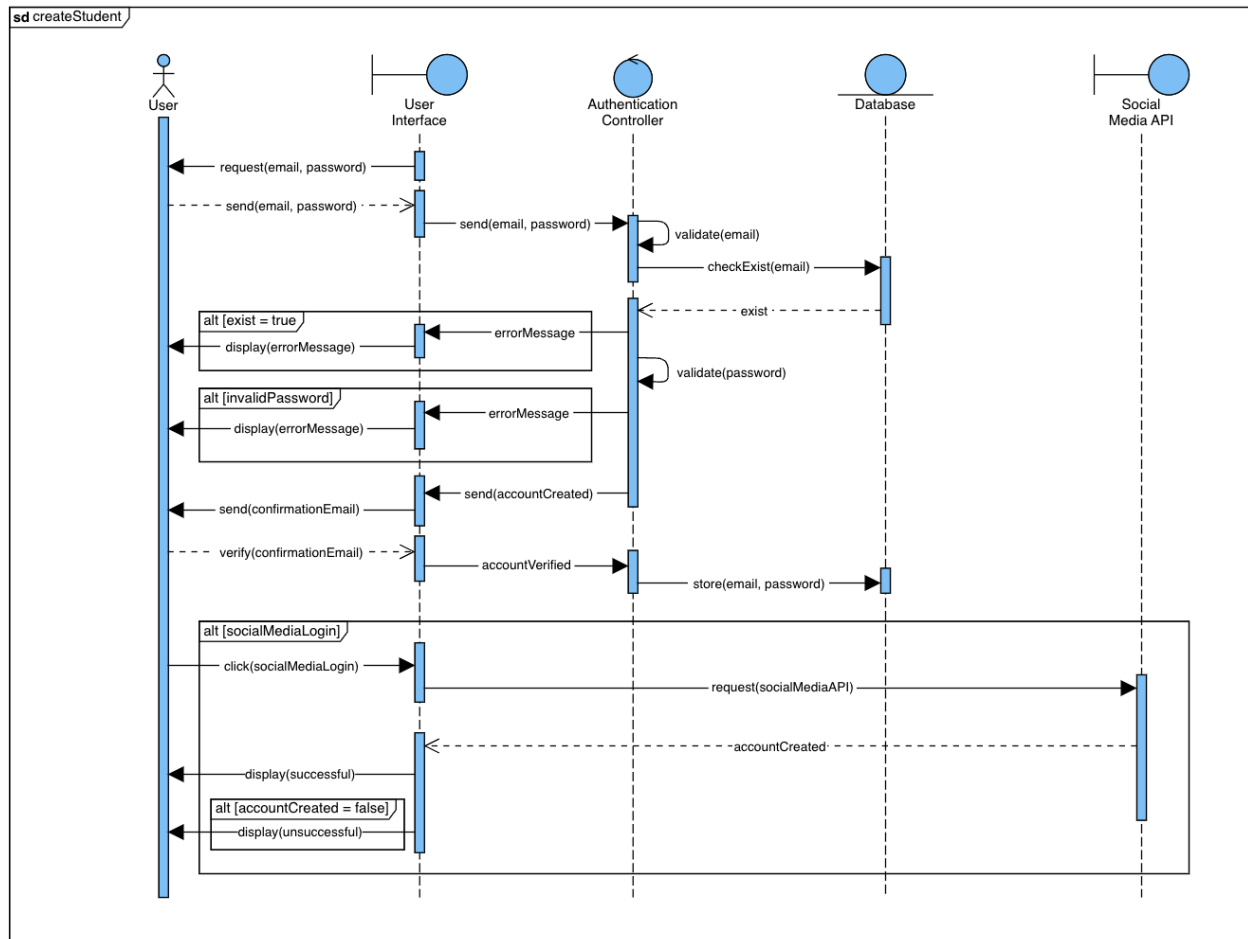 sd createStudent
User
User
Interface
Authentication
Controller
Database
Social
Media API
request(email, password)
send(email, password)
send(email, password)
validate(email)
checkExist(email)
exist
alt [exist = true
errorMessage
display(errorMessage)
validate(password)
alt [invalidPassword]
errorMessage
display(errorMessage)
send(accountCreated)
send(confirmationEmail)
verify(confirmationEmail)
accountVerified
store(email, password)
alt [socialMediaLogin]
click(socialMediaLogin)
request(socialMediaAPI)
accountCreated
display(successful)
alt [accountCreated = false]
display(unsuccessful)